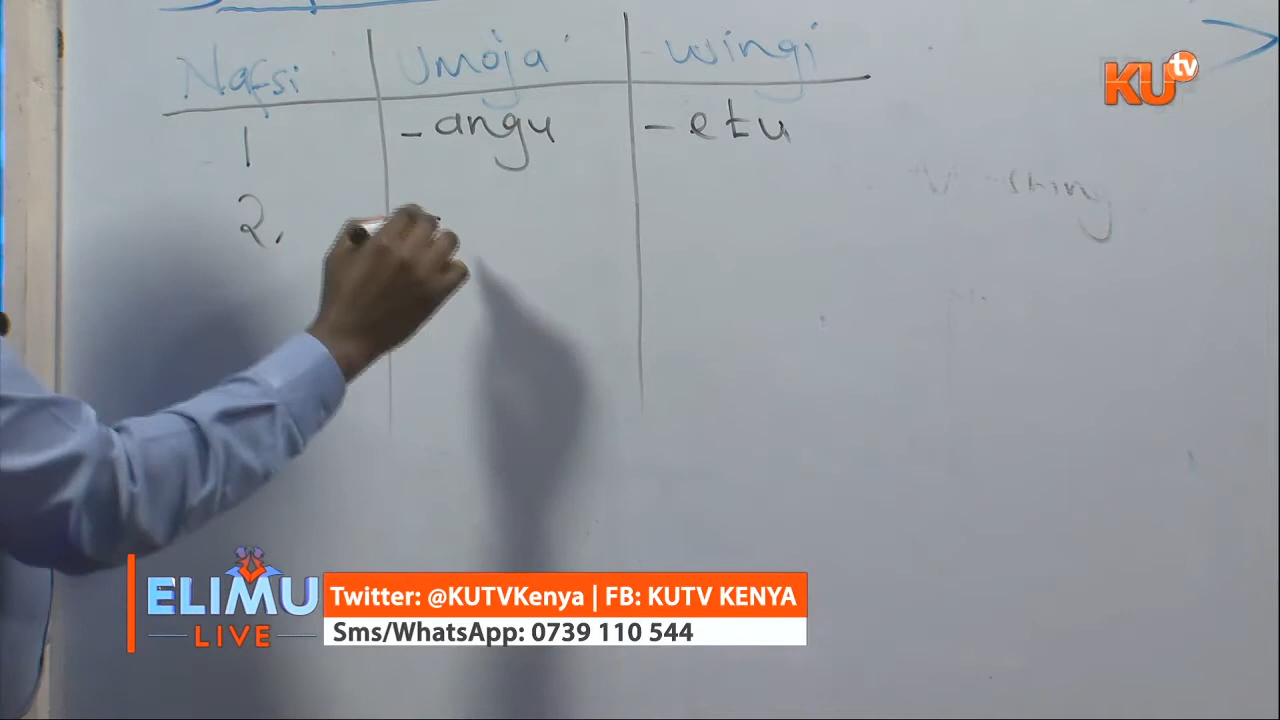 KU tv
Nafsi Umoja -Wingi
1 -angu -etu
2.
ELIMU LIVE
Twitter: @KUTVKenya | FB: KUTV KENYA
Sms/WhatsApp: 0739 110 544